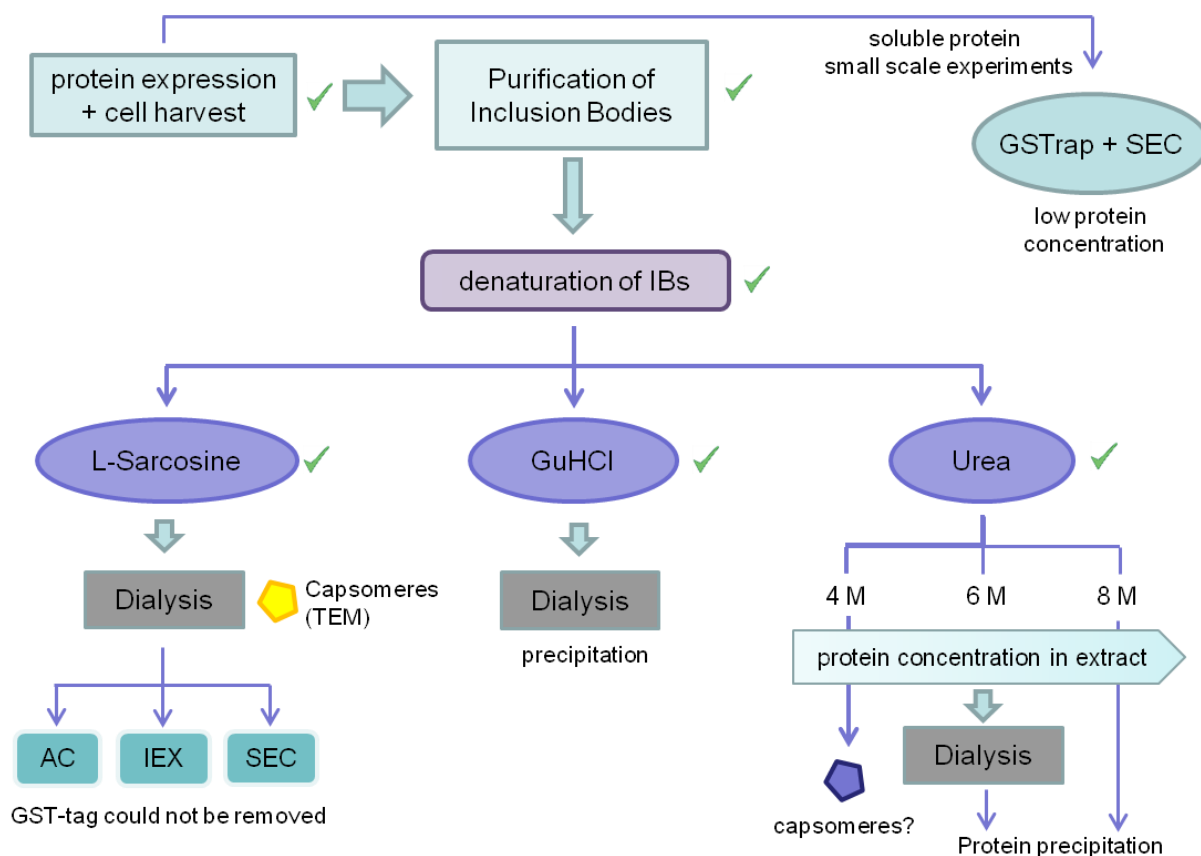 soluble protein
small scale experiments
protein expression
+ cell harvest
Purification of
Inclusion Bodies
GSTrap + SEC
low protein
concentration
denaturation of IBs
L-Sarcosine
GuHCl
Urea
Dialysis
Capsomeres
(TEM)
Dialysis
precipitation
4 M
6 M
8 M
protein concentration in extract
Dialysis
AC
IEX
SEC
GST-tag could not be removed
capsomeres?
Protein precipitation